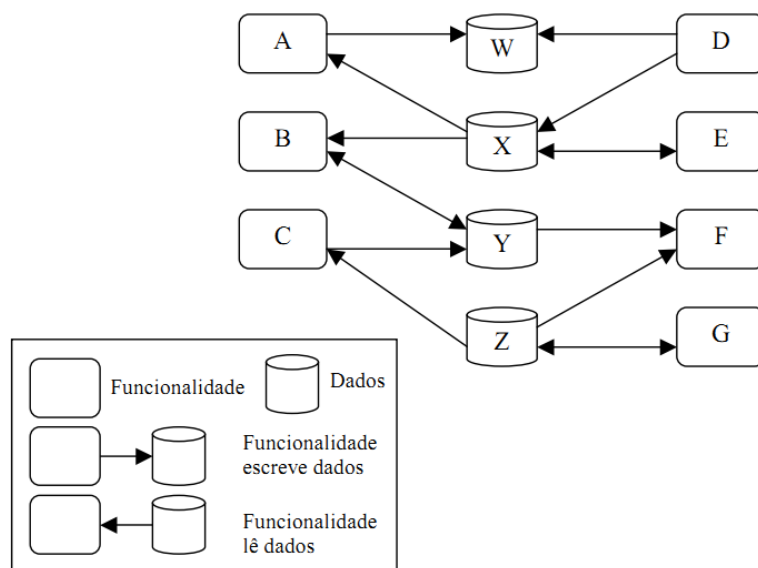 A
W
D
B
X
E
C
Y
F
Z
G
Funcionalidade
Dados
Funcionalidade
escreve dados
Funcionalidade
lê dados